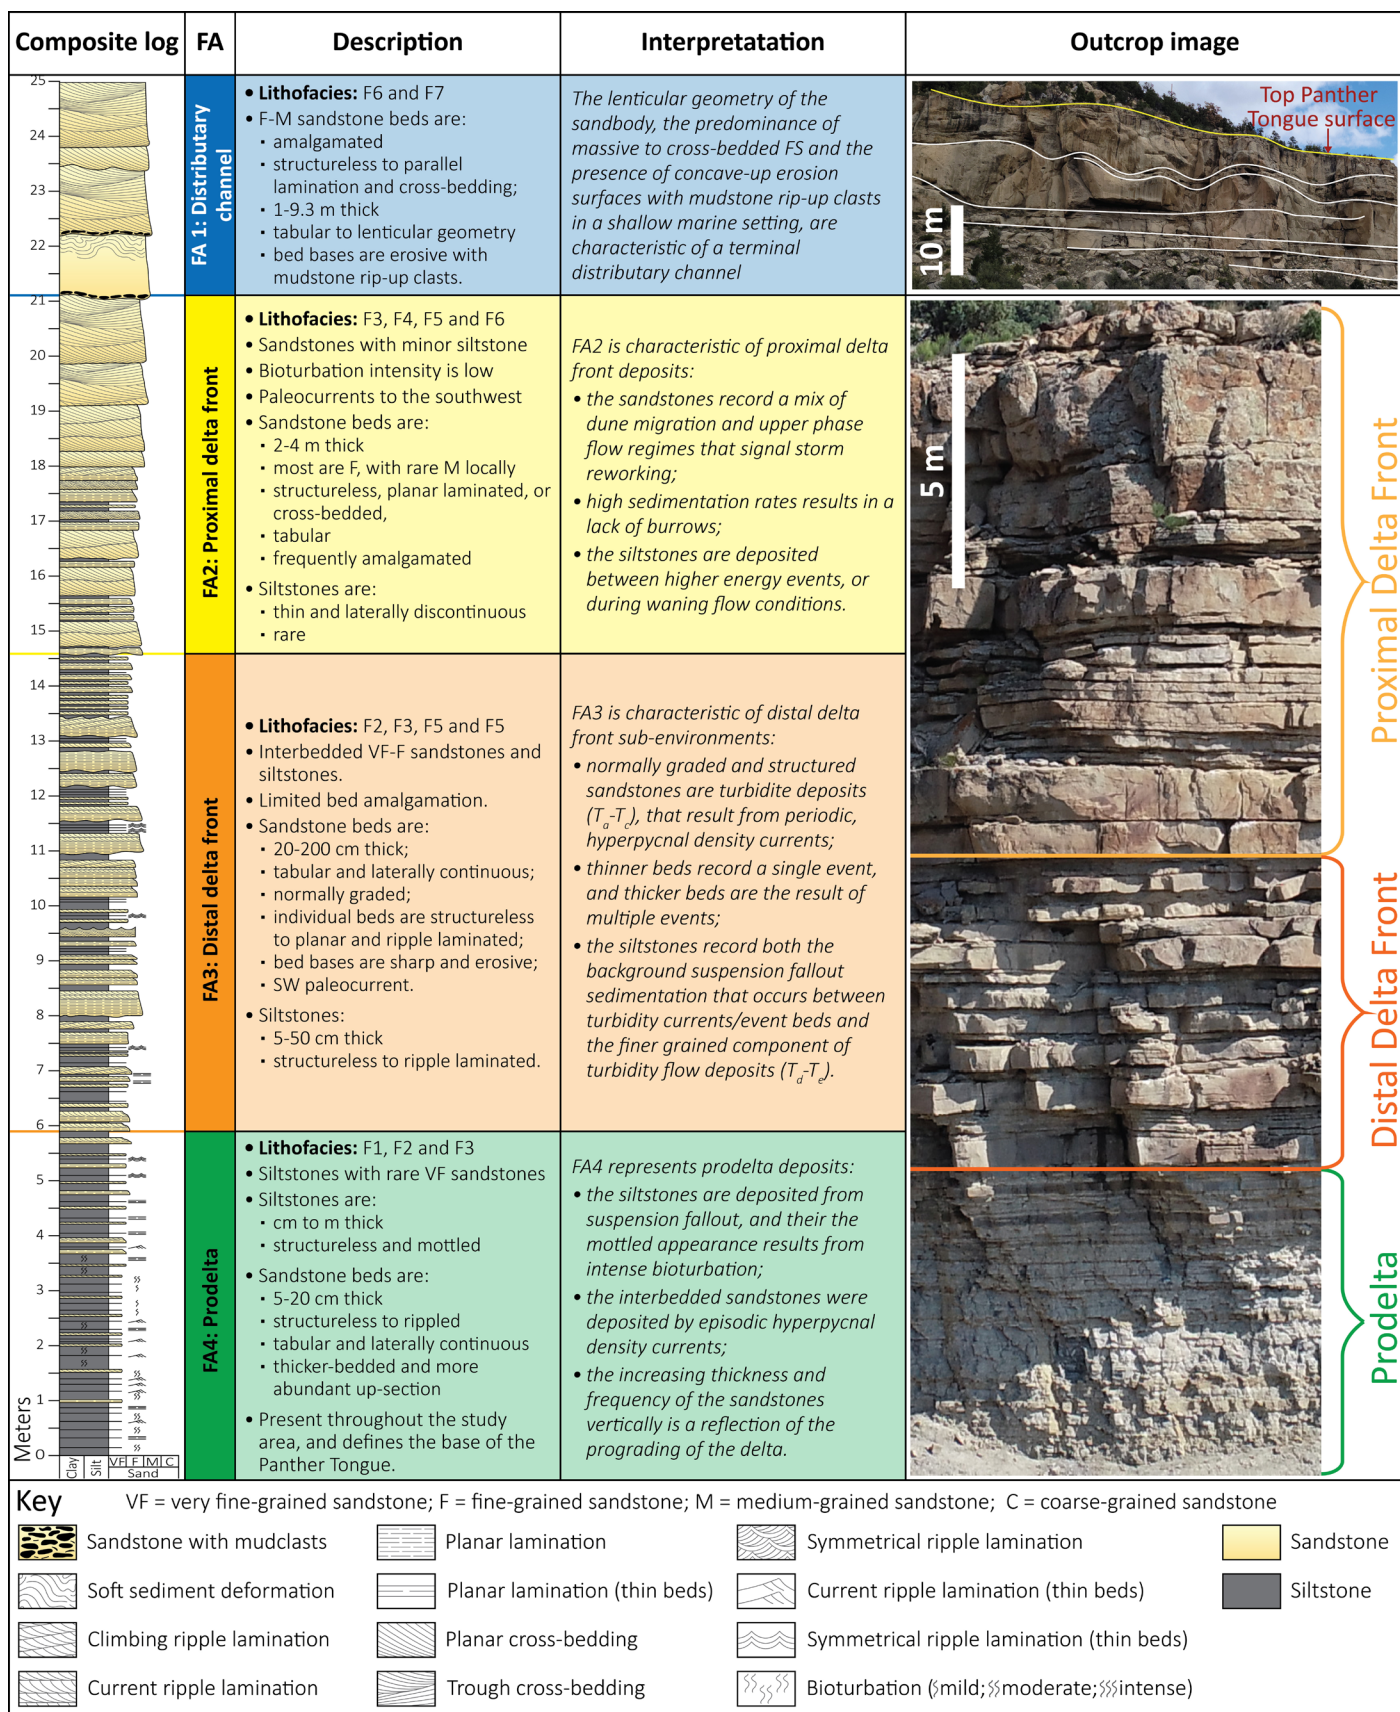 Composite log
FA
Description
Interpretatation
Outcrop image
25
24
23
22
21
20
19
18
17
16
15
14
13
12
11
10
9
8
7
6
5
4
3
2
1
0
Meters
Clay
Silt
VF
F
M
C
Sand
FA 1: Distributary
channel
• Lithofacies: F6 and F7
• F-M sandstone beds are:
▪ amalgamated
▪ structureless to parallel
lamination and cross-bedding;
▪ 1-9.3 m thick
▪ tabular to lenticular geometry
▪ bed bases are erosive with
mudstone rip-up clasts.
The lenticular geometry of the
sandbody, the predominance of
massive to cross-bedded FS and the
presence of concave-up erosion
surfaces with mudstone rip-up clasts
in a shallow marine setting, are
characteristic of a terminal
distributary channel
Top Panther
Tongue surface
10 m
FA2: Proximal delta front
• Lithofacies: F3, F4, F5 and F6
• Sandstones with minor siltstone
• Bioturbation intensity is low
• Paleocurrents to the southwest
• Sandstone beds are:
▪ 2-4 m thick
▪ most are F, with rare M locally
▪ structureless, planar laminated, or
cross-bedded,
▪ tabular
▪ frequently amalgamated
• Siltstones are:
▪ thin and laterally discontinuous
▪ rare
FA2 is characteristic of proximal delta
front deposits:
• the sandstones record a mix of
dune migration and upper phase
flow regimes that signal storm
reworking;
• high sedimentation rates results in a
lack of burrows;
• the siltstones are deposited
between higher energy events, or
during waning flow conditions.
5 m
Proximal Delta Front
FA3: Distal delta front
• Lithofacies: F2, F3, F5 and F5
• Interbedded VF-F sandstones and
siltstones.
• Limited bed amalgamation.
• Sandstone beds are:
▪ 20-200 cm thick;
▪ tabular and laterally continuous;
▪ normally graded;
▪ individual beds are structureless
to planar and ripple laminated;
▪ bed bases are sharp and erosive;
▪ SW paleocurrent.
• Siltstones:
▪ 5-50 cm thick
▪ structureless to ripple laminated.
FA3 is characteristic of distal delta
front sub-environments:
• normally graded and structured
sandstones are turbidite deposits
(Ta-Tc), that result from periodic,
hyperpycnal density currents;
• thinner beds record a single event,
and thicker beds are the result of
multiple events;
• the siltstones record both the
background suspension fallout
sedimentation that occurs between
turbidity currents/event beds and
the finer grained component of
turbidity flow deposits (Td-Te).
Distal Delta Front
FA4: Prodelta
• Lithofacies: F1, F2 and F3
• Siltstones with rare VF sandstones
• Siltstones are:
▪ cm to m thick
▪ structureless and mottled
• Sandstone beds are:
▪ 5-20 cm thick
▪ structureless to rippled
▪ tabular and laterally continuous
▪ thicker-bedded and more
abundant up-section
• Present throughout the study
area, and defines the base of the
Panther Tongue.
FA4 represents prodelta deposits:
• the siltstones are deposited from
suspension fallout, and their the
mottled appearance results from
intense bioturbation;
• the interbedded sandstones were
deposited by episodic hyperpycnal
density currents;
• the increasing thickness and
frequency of the sandstones
vertically is a reflection of the
prograding of the delta.
Prodelta
Key
VF = very fine-grained sandstone; F = fine-grained sandstone; M = medium-grained sandstone; C = coarse-grained sandstone
Sandstone with mudclasts
Planar lamination
Symmetrical ripple lamination
Sandstone
Soft sediment deformation
Planar lamination (thin beds)
Current ripple lamination (thin beds)
Siltstone
Climbing ripple lamination
Planar cross-bedding
Symmetrical ripple lamination (thin beds)
Current ripple lamination
Trough cross-bedding
Bioturbation (mild; moderate; intense)